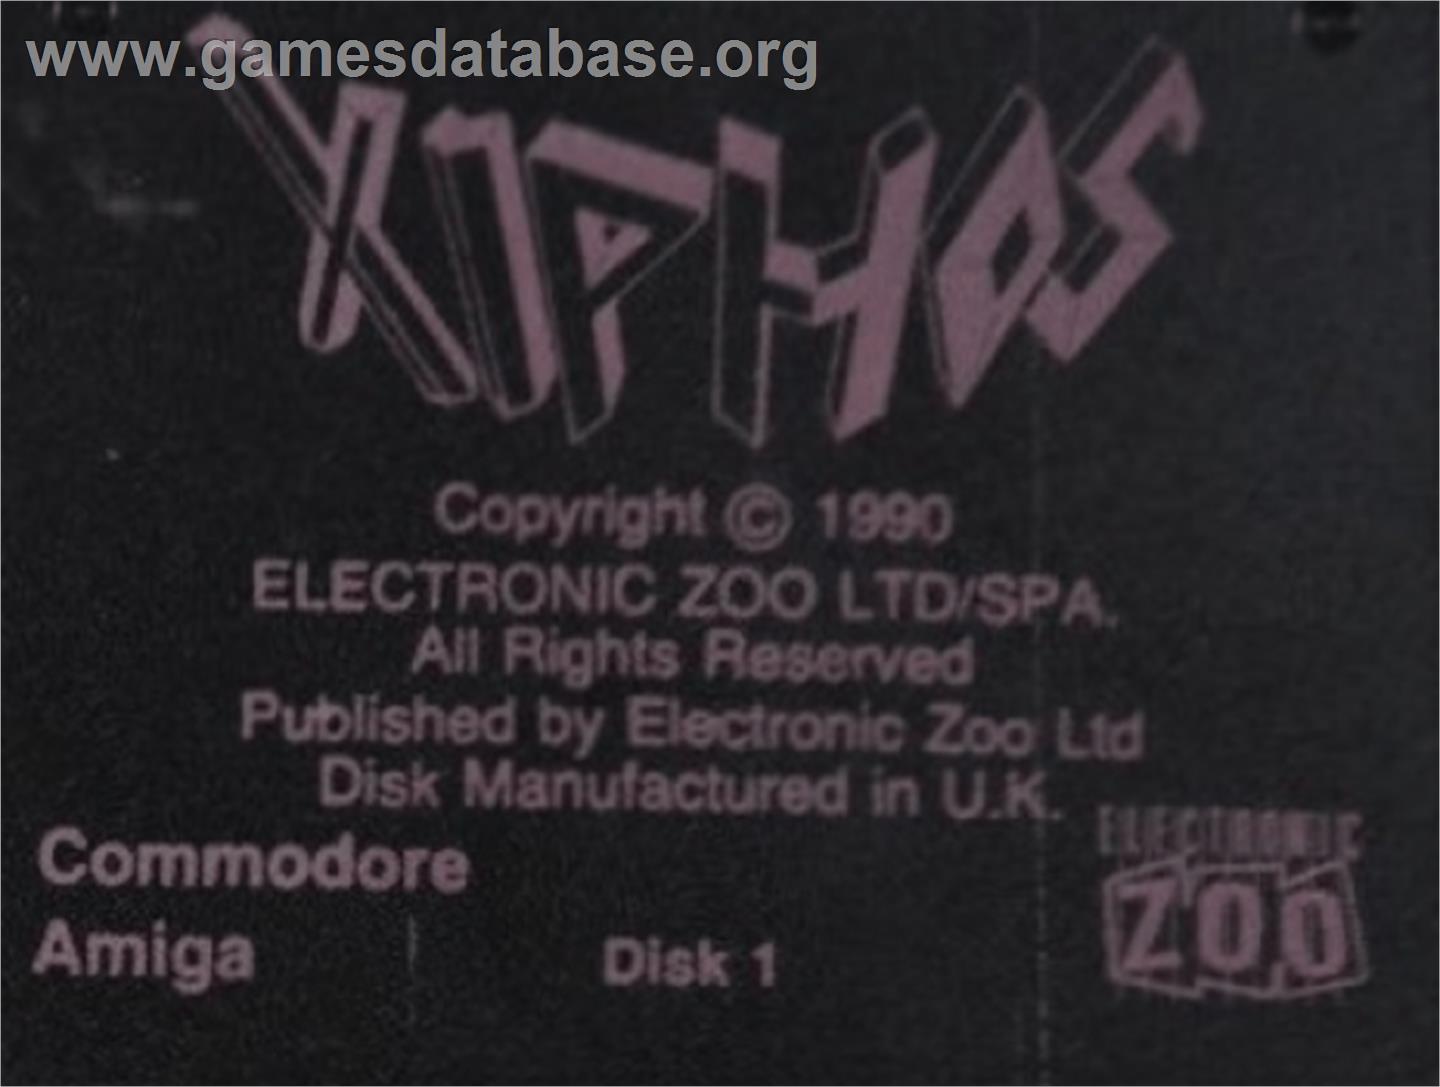 www.gamesdatabase.org
XIPHOS
Copyright © 1990
ELECTRONIC ZOO LTD/SPA.
All Rights Reserved
Published by Electronic Zoo Ltd
Disk Manufactured in U.K.
Commodore
Amiga
Disk 1
ELECTRONIC
ZOO